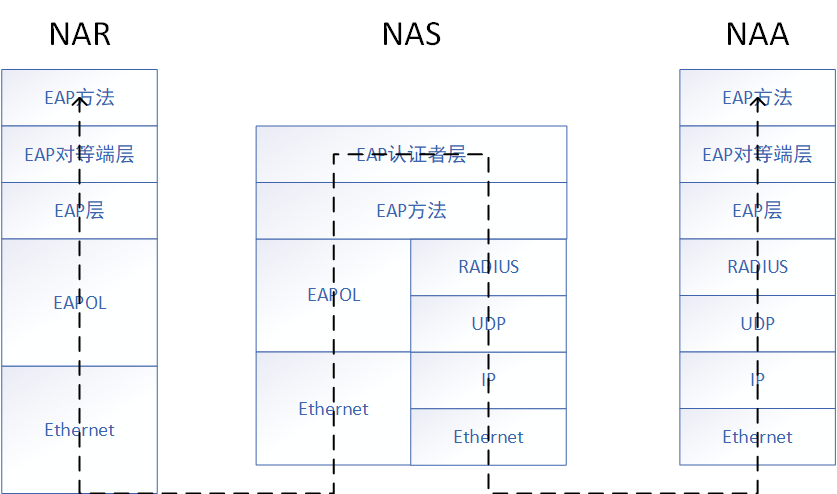 NAR
NAS
NAA
EAP方法
EAP对等端层
EAP层
EAPOL
Ethernet
EAP认证者层
EAP方法
EAPOL
Ethernet
RADIUS
UDP
IP
Ethernet
EAP方法
EAP对等端层
EAP层
RADIUS
UDP
IP
Ethernet